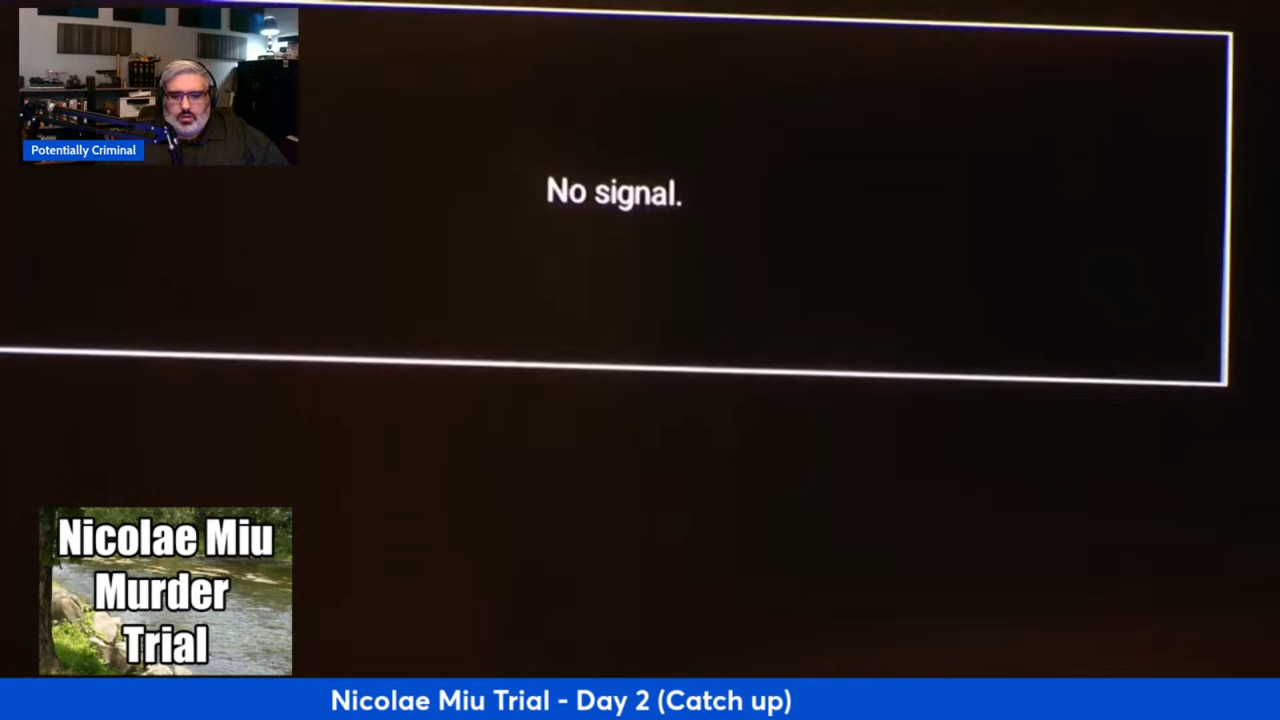 Potentially Criminal
No signal.
Nicolae Miu
Murder
Trial
Nicolae Miu Trial - Day 2 (Catch up)